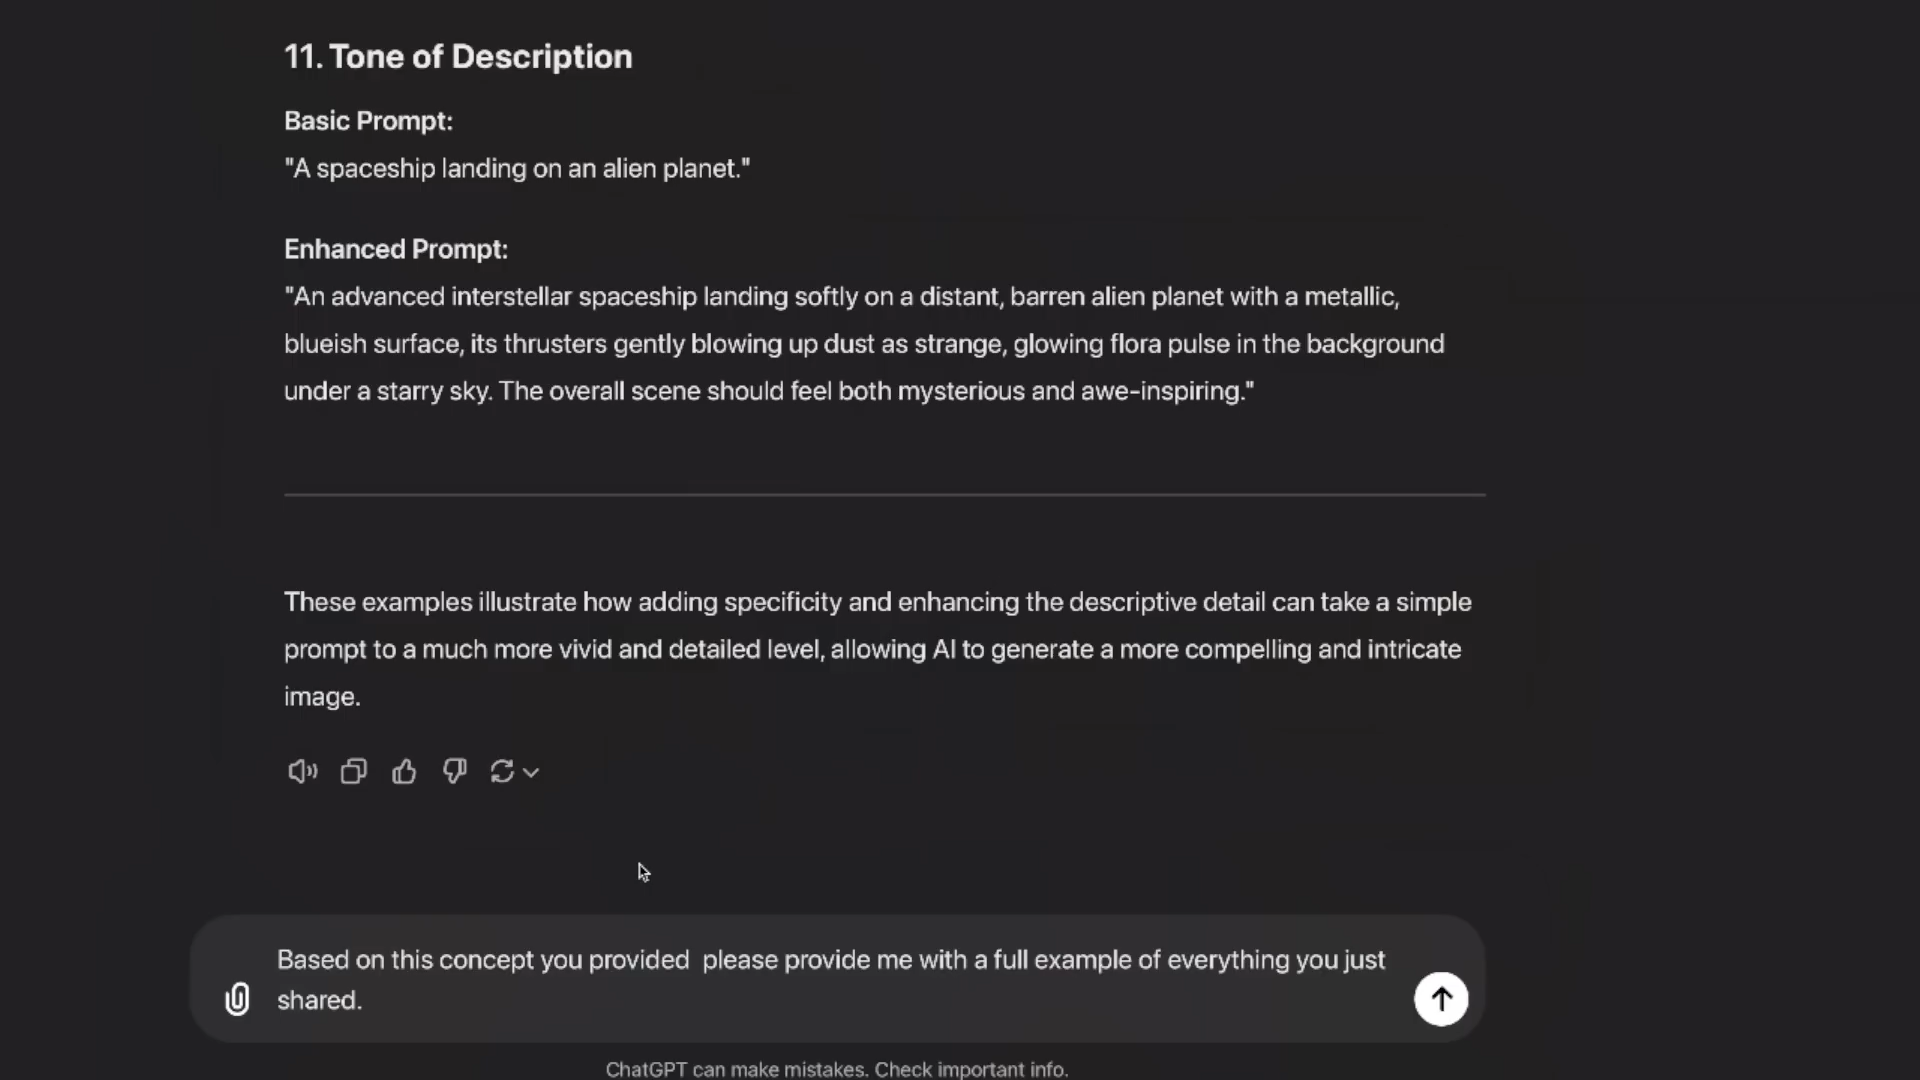 11. Tone of Description
Basic Prompt:
"A spaceship landing on an alien planet."
Enhanced Prompt:
"An advanced interstellar spaceship landing softly on a distant, barren alien planet with a metallic,
blueish surface, its thrusters gently blowing up dust as strange, glowing flora pulse in the background
under a starry sky. The overall scene should feel both mysterious and awe-inspiring."
These examples illustrate how adding specificity and enhancing the descriptive detail can take a simple
prompt to a much more vivid and detailed level, allowing AI to generate a more compelling and intricate
image.
Based on this concept you provided  please provide me with a full example of everything you just
shared.
ChatGPT can make mistakes. Check important info.